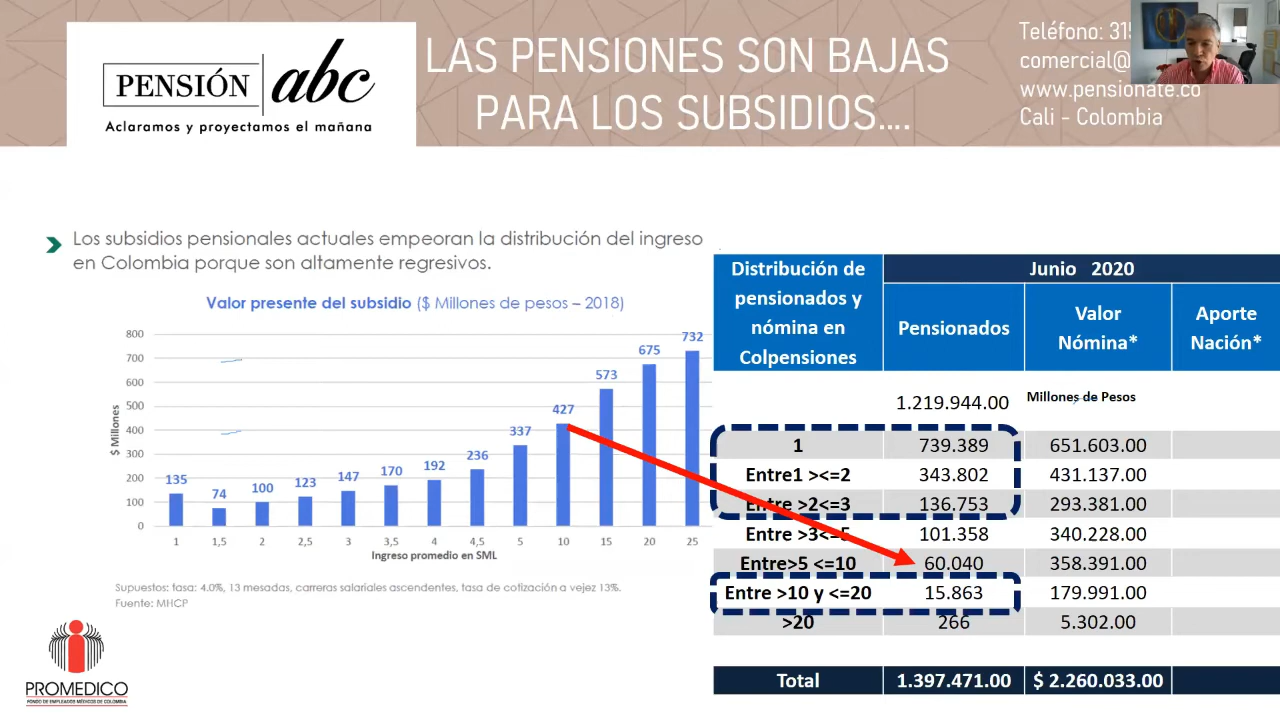 PENSIÓN abc
Aclaramos y proyectamos el mañana
LAS PENSIONES SON BAJAS
PARA LOS SUBSIDIOS....
Teléfono: 315
comercial@
www.pensionate.co
Cali - Colombia
Los subsidios pensionales actuales empeoran la distribución del ingreso
en Colombia porque son altamente regresivos.
Valor presente del subsidio ($ Millones de pesos – 2018)
$ Millones
800
700
600
500
400
300
200
100
0
135
74
100
123
147
170
192
236
337
427
573
675
732
1 1,5 2 2,5 3 3,5 4 4,5 5 10 15 20 25
Ingreso promedio en SML
Supuestos: tasa: 4.0%, 13 mesadas, carreras salariales ascendentes, tasa de cotización a vejez 13%.
Fuente: MHCP
PROMEDICO
FONDO DE EMPLEADOS MÉDICOS DE COLOMBIA
Distribución de
pensionados y
nómina en
Colpensiones
Junio 2020
Pensionados
Valor
Nómina*
Aporte
Nación*
1.219.944.00 Millones de Pesos
1 739.389 651.603.00
Entre1 ><=2 343.802 431.137.00
Entre >2<=3 136.753 293.381.00
Entre >3<=5 101.358 340.228.00
Entre>5 <=10 60.040 358.391.00
Entre >10 y <=20 15.863 179.991.00
>20 266 5.302.00
Total 1.397.471.00 $ 2.260.033.00